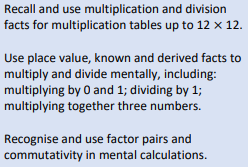 Recall and use multiplication and division
facts for multiplication tables up to 12 × 12.
Use place value, known and derived facts to
multiply and divide mentally, including:
multiplying by 0 and 1; dividing by 1;
multiplying together three numbers.
Recognise and use factor pairs and
commutativity in mental calculations.